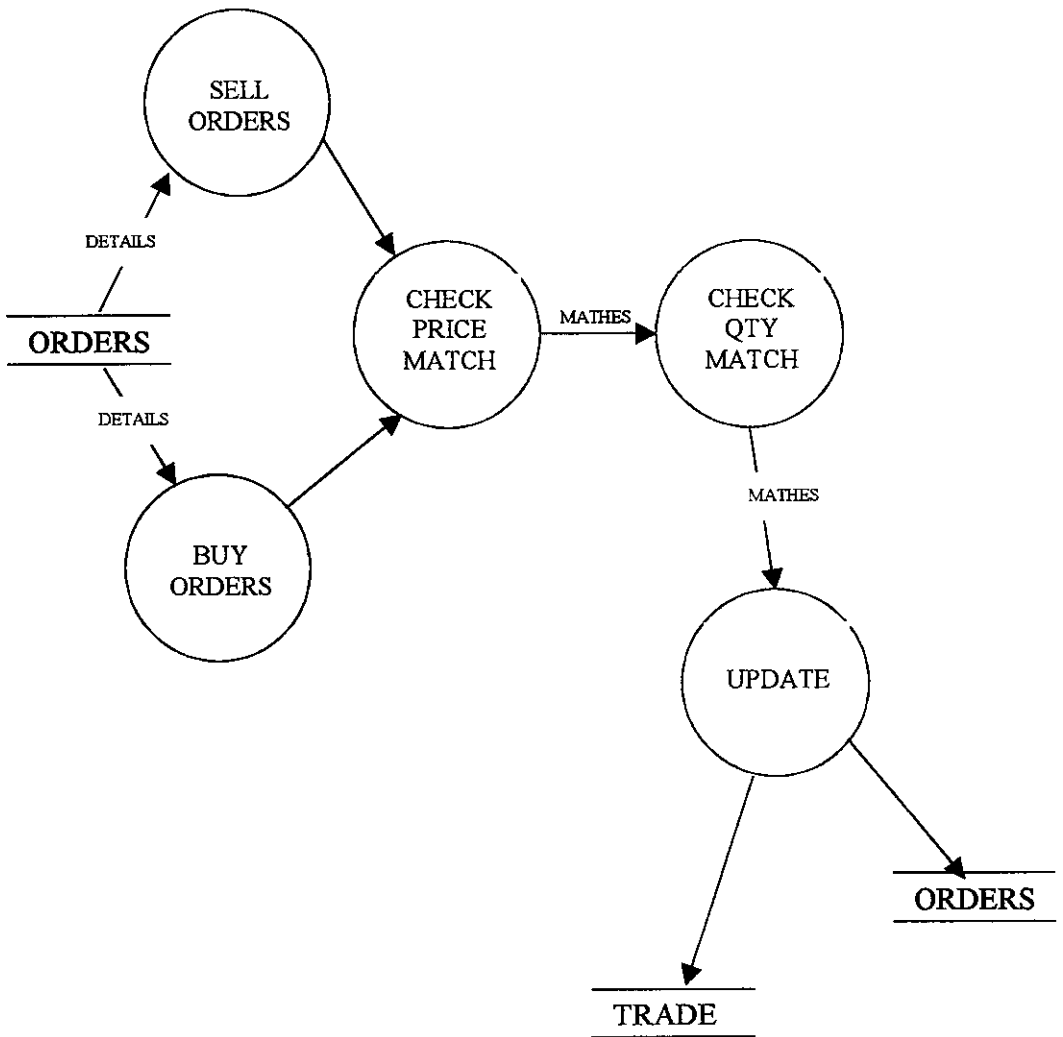 SELL
ORDERS
DETAILS
ORDERS
DETAILS
CHECK
PRICE
MATCH
MATHES
CHECK
QTY
MATCH
MATHES
BUY
ORDERS
UPDATE
ORDERS
TRADE